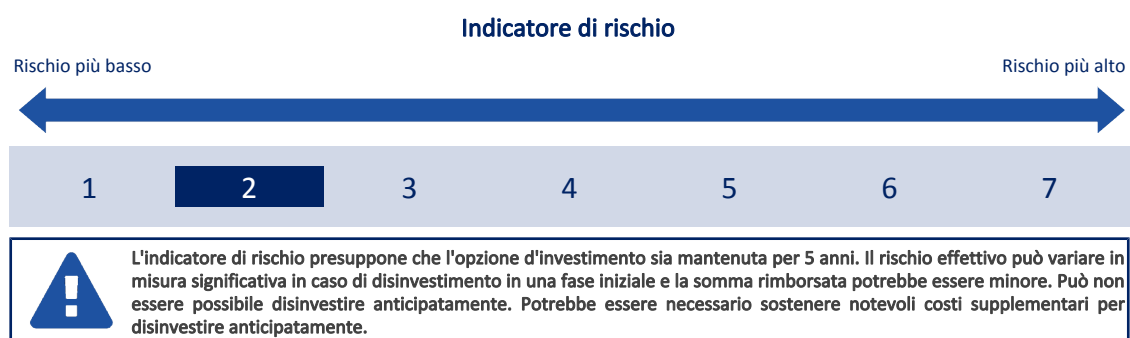 Indicatore di rischio
Rischio più basso
Rischio più alto
1 2 3 4 5 6 7
L'indicatore di rischio presuppone che l'opzione d'investimento sia mantenuta per 5 anni. Il rischio effettivo può variare in
misura significativa in caso di disinvestimento in una fase iniziale e la somma rimborsata potrebbe essere minore. Può non
essere possibile disinvestire anticipatamente. Potrebbe essere necessario sostenere notevoli costi supplementari per
disinvestire anticipatamente.